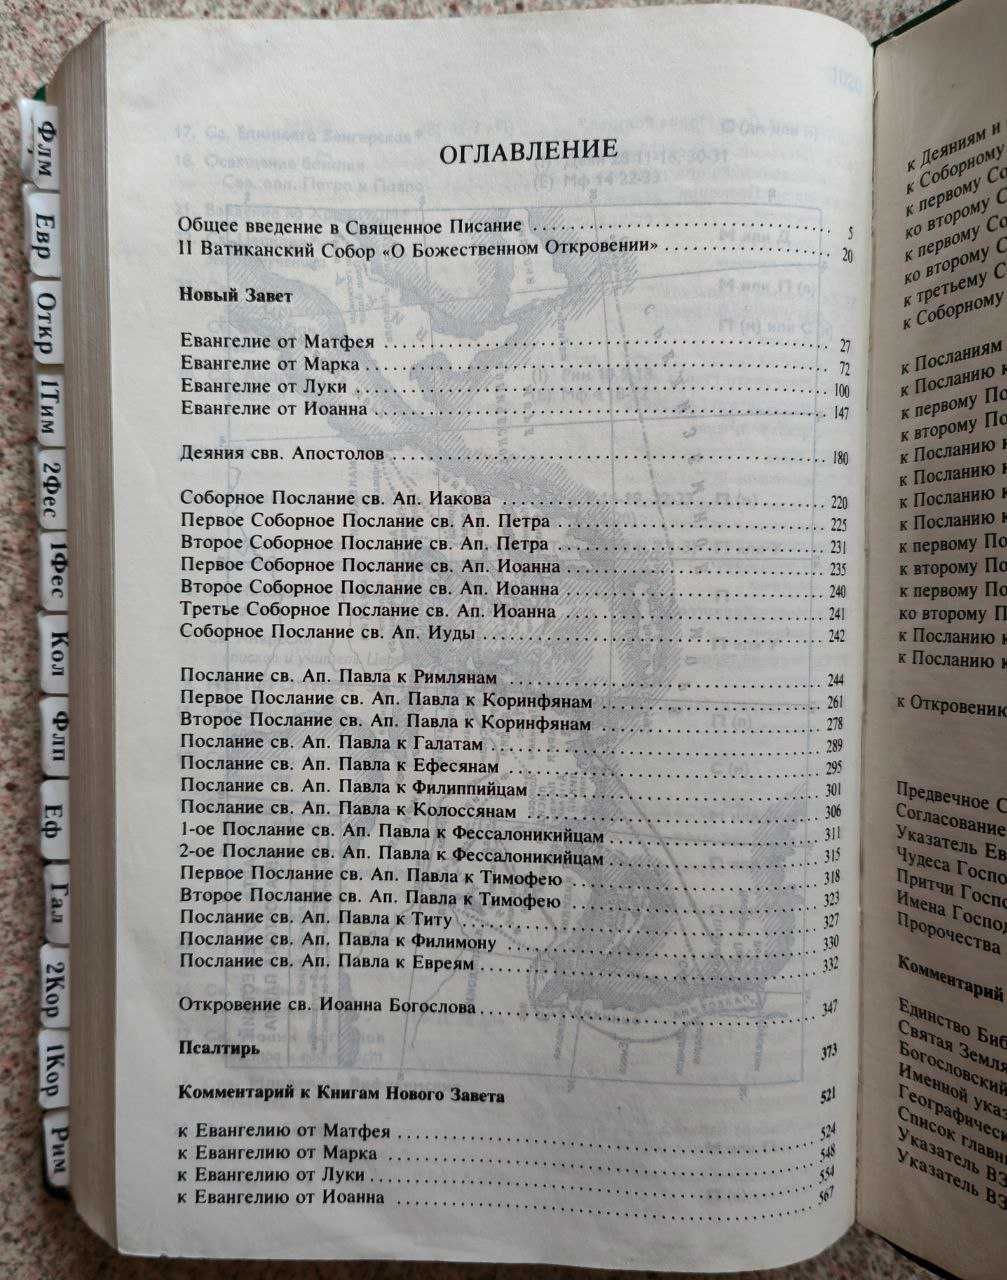 Флм
Евр
Откр
1Тим
2Фес
1Фес
Кол
Флп
Еф
Гал
2Кор
1Кор
Рим
ОГЛАВЛЕНИЕ
Общее введение в Священное Писание 5
II Ватиканский Собор «О Божественном Откровении» 20
Новый Завет
Евангелие от Матфея 27
Евангелие от Марка 72
Евангелие от Луки 100
Евангелие от Иоанна 147
Деяния свв. Апостолов 180
Соборное Послание св. Ап. Иакова 220
Первое Соборное Послание св. Ап. Петра 225
Второе Соборное Послание св. Ап. Петра 231
Первое Соборное Послание св. Ап. Иоанна 235
Второе Соборное Послание св. Ап. Иоанна 240
Третье Соборное Послание св. Ап. Иоанна 241
Соборное Послание св. Ап. Иуды 242
Послание св. Ап. Павла к Римлянам 244
Первое Послание св. Ап. Павла к Коринфянам 261
Второе Послание св. Ап. Павла к Коринфянам 278
Послание св. Ап. Павла к Галатам 289
Послание св. Ап. Павла к Ефесянам 295
Послание св. Ап. Павла к Филиппийцам 301
Послание св. Ап. Павла к Колоссянам 306
1-ое Послание св. Ап. Павла к Фессалоникийцам 311
2-ое Послание св. Ап. Павла к Фессалоникийцам 315
Первое Послание св. Ап. Павла к Тимофею 318
Второе Послание св. Ап. Павла к Тимофею 323
Послание св. Ап. Павла к Титу 327
Послание св. Ап. Павла к Филимону 330
Послание св. Ап. Павла к Евреям 332
Откровение св. Иоанна Богослова 347
Псалтирь 373
Комментарий к Книгам Нового Завета 521
к Евангелию от Матфея 524
к Евангелию от Марка 548
к Евангелию от Луки 554
к Евангелию от Иоанна 567
к Деяниям и
к Соборному
к первому Со
ко второму С
к первому Со
ко второму С
к третьему С
к Соборному
к Посланиям
к Посланию к
к первому По
к второму По
к Посланию к
к Посланию к
к Посланию к
к Посланию к
к первому По
к второму По
к первому По
ко второму П
к Посланию к
к Посланию к
к Откровению
Предвечное С
Согласование
Указатель Ев
Чудеса Госпо
Притчи Госпо
Имена Господ
Пророчества
Комментарий
Единство Биб
Святая Земля
Богословский
Именной указ
Географическ
Список главн
Указатель ВЗ
Указатель ВЗ